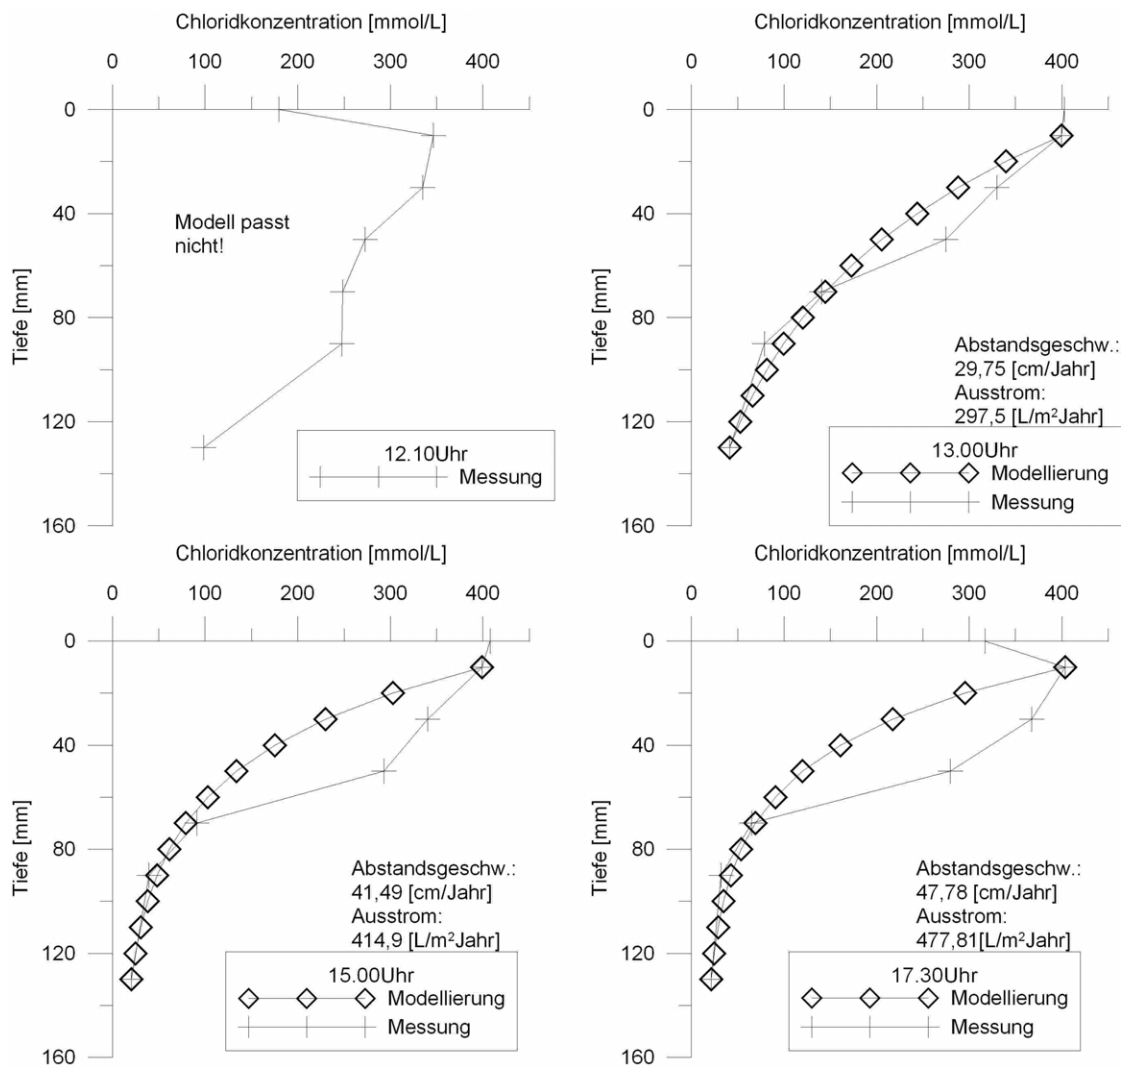 Chloridkonzentration [mmol/L]
0 100 200 300 400
0
40
80
120
160
Tiefe [mm]
Modell passt
nicht!
12.10Uhr
Messung
Chloridkonzentration [mmol/L]
0 100 200 300 400
0
40
80
120
160
Tiefe [mm]
Abstandsgeschw.:
29,75 [cm/Jahr]
Ausstrom:
297,5 [L/m²Jahr]
13.00Uhr
Modellierung
Messung
Chloridkonzentration [mmol/L]
0 100 200 300 400
0
40
80
120
160
Tiefe [mm]
Abstandsgeschw.:
41,49 [cm/Jahr]
Ausstrom:
414,9 [L/m²Jahr]
15.00Uhr
Modellierung
Messung
Chloridkonzentration [mmol/L]
0 100 200 300 400
0
40
80
120
160
Tiefe [mm]
Abstandsgeschw.:
47,78 [cm/Jahr]
Ausstrom:
477,81[L/m²Jahr]
17.30Uhr
Modellierung
Messung